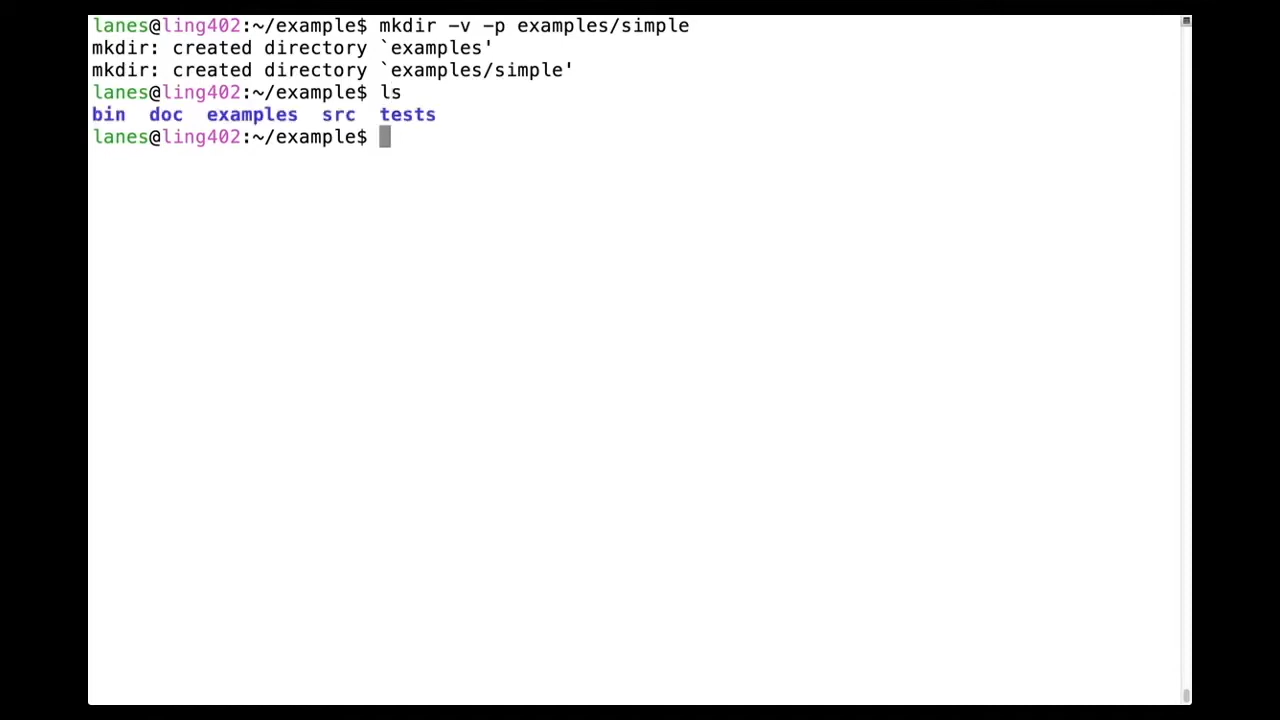 lanes@ling402:~/example$ mkdir -v -p examples/simple
mkdir: created directory `examples'
mkdir: created directory `examples/simple'
lanes@ling402:~/example$ ls
bin  doc  examples  src  tests
lanes@ling402:~/example$